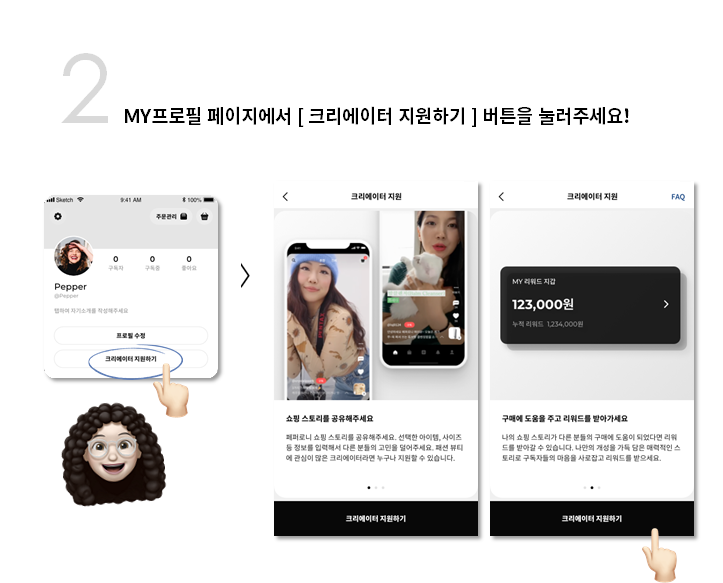 2
MY프로필 페이지에서 [ 크리에이터 지원하기 ] 버튼을 눌러주세요!
Sketch 9:41 AM 100%
주문관리
0 0 0
구독자 구독중 좋아요
Pepper
@Pepper
탭하여 자기소개를 작성해주세요
프로필 수정
크리에이터 지원하기
크리에이터 지원
쇼핑 스토리를 공유해주세요
페퍼로니 쇼핑 스토리를 공유해주세요. 선택한 아이템, 사이즈
등 정보를 입력해서 다른 분들의 고민을 덜어주세요. 패션 뷰티
에 관심이 많은 크리에이터라면 누구나 지원할 수 있습니다.
크리에이터 지원하기
크리에이터 지원 FAQ
MY 리워드 지갑
123,000원
누적 리워드 1,234,000원
구매에 도움을 주고 리워드를 받아가세요
나의 쇼핑 스토리가 다른 분들의 구매에 도움이 되었다면 리워
드를 받아갈 수 있습니다. 나만의 개성을 가득 담은 매력적인 스
토리로 구독자들의 마음을 사로잡고 리워드를 받으세요.
크리에이터 지원하기